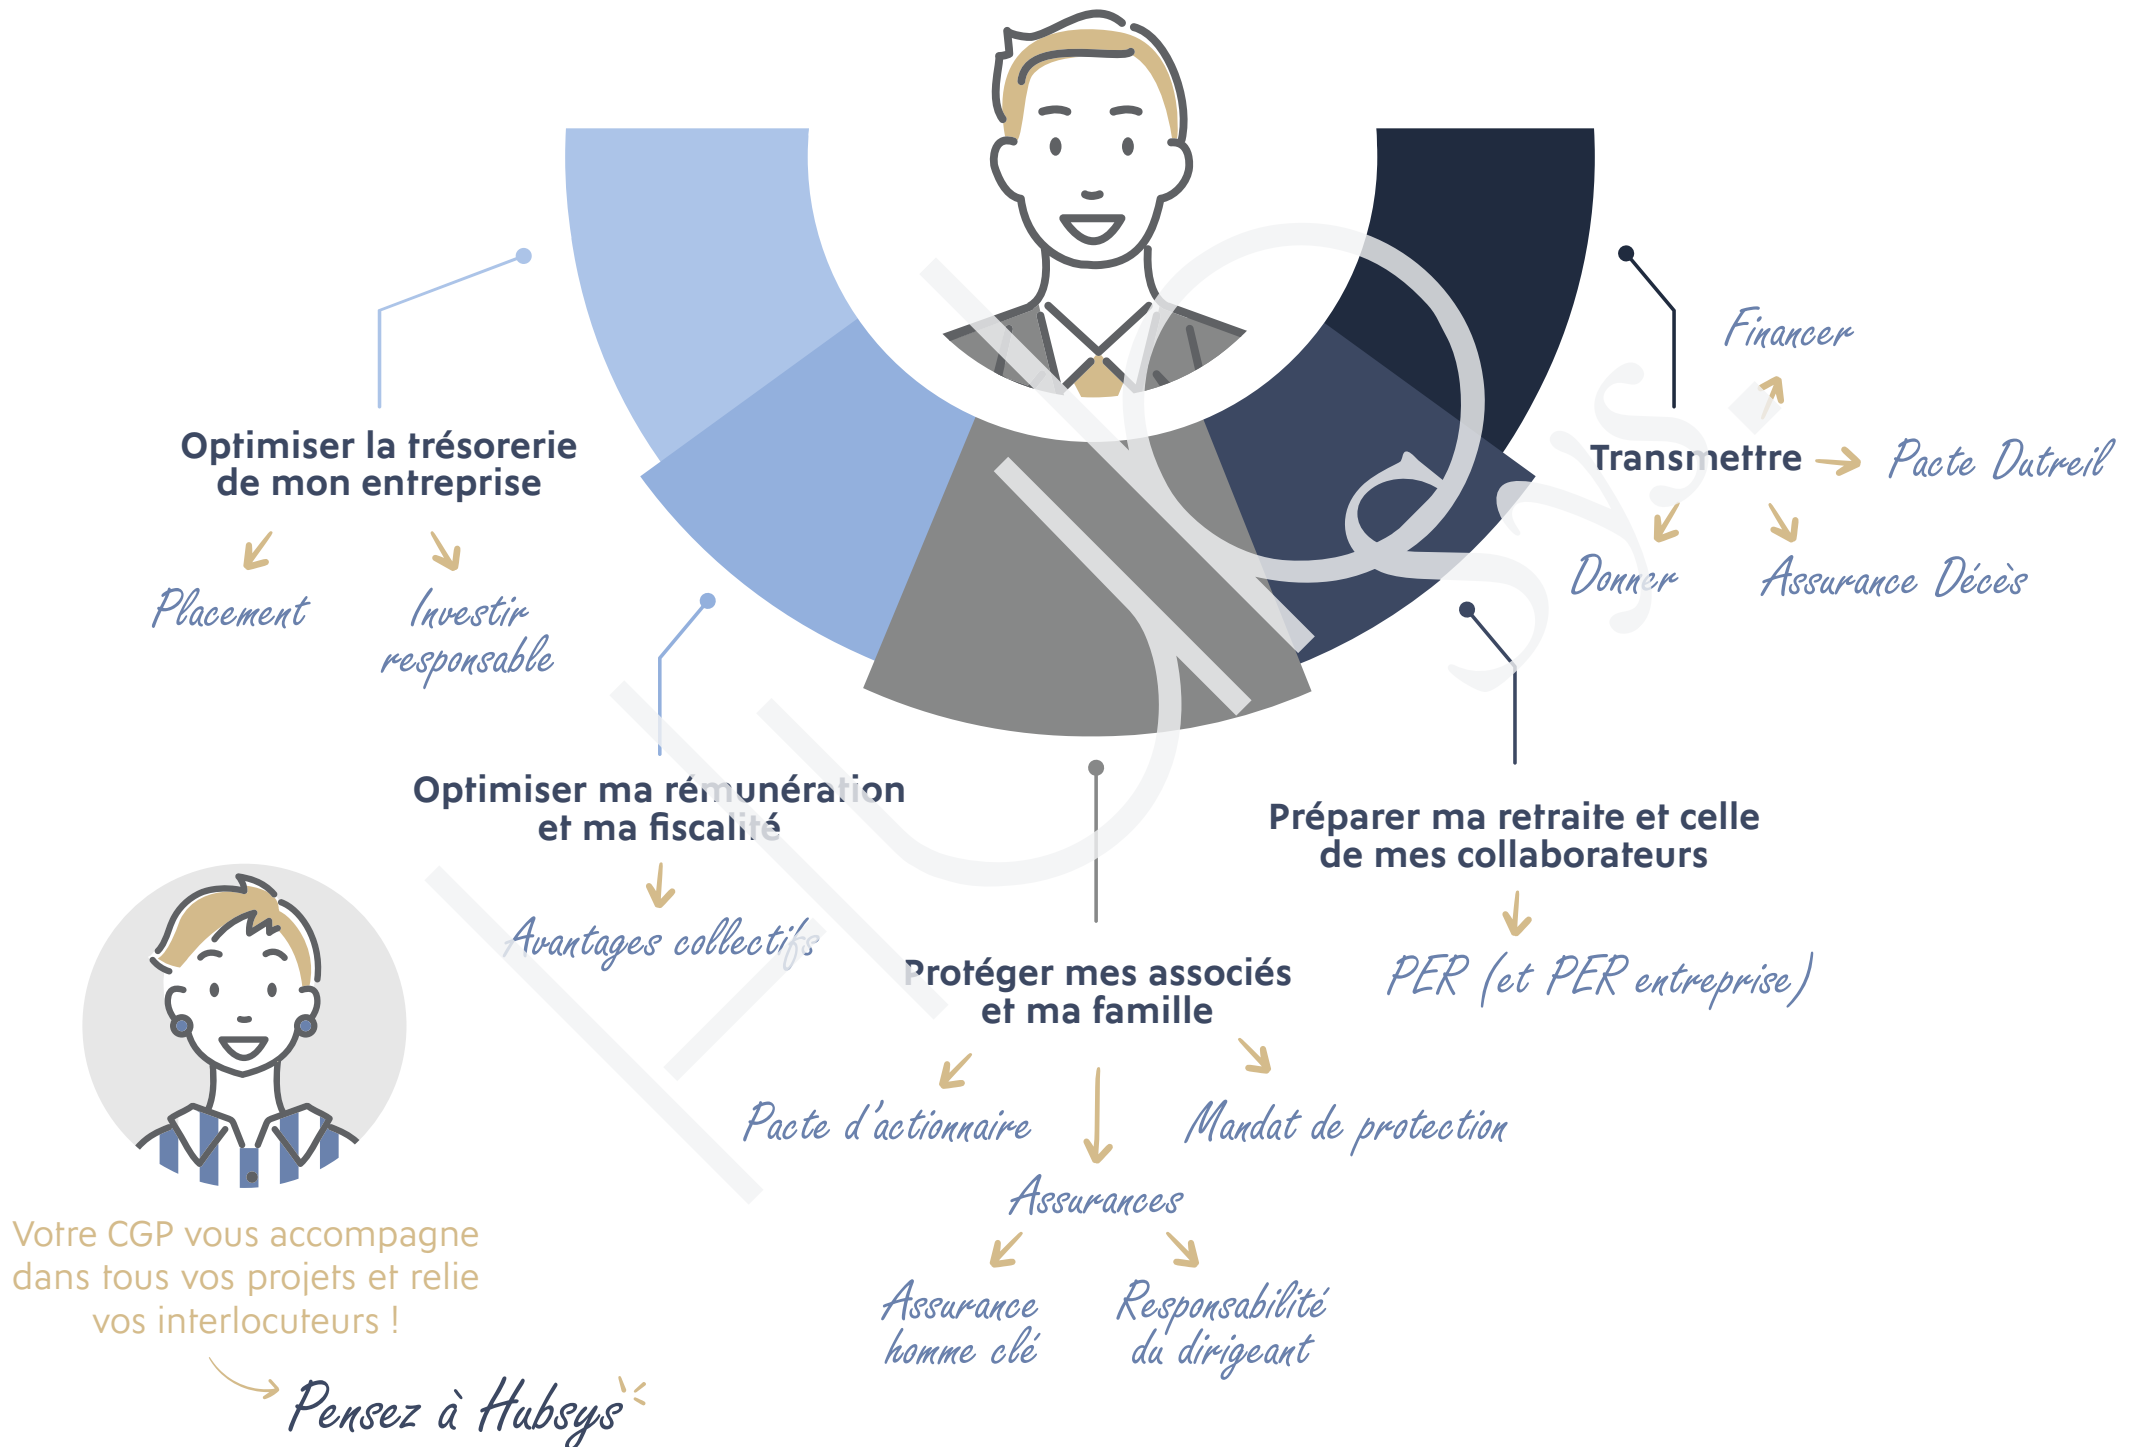 Optimiser la trésorerie
de mon entreprise
Placement
Investir
responsable
Optimiser ma rémunération
et ma fiscalité
Avantages collectifs
Protéger mes associés
et ma famille
Pacte d'actionnaire
Mandat de protection
Assurances
Assurance
homme clé
Responsabilité
du dirigeant
Préparer ma retraite et celle
de mes collaborateurs
PER (et PER entreprise)
Transmettre
Financer
Pacte Dutreil
Donner
Assurance Décès
Votre CGP vous accompagne
dans tous vos projets et relie
vos interlocuteurs !
Pensez à Hubsys
HUBSys.